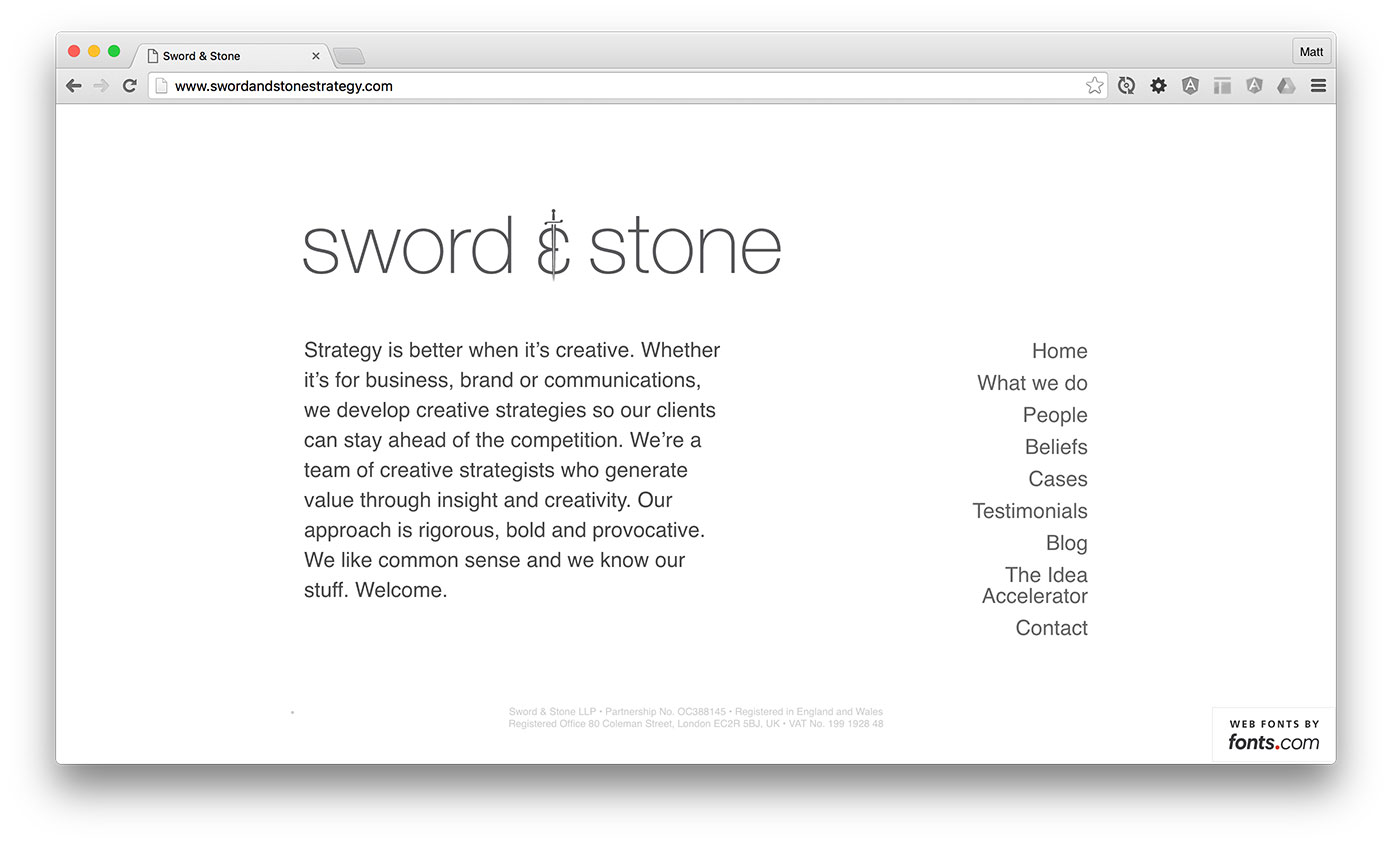 Sword & Stone
Matt
www.swordandstonestrategy.com
sword & stone
Strategy is better when it’s creative. Whether
it’s for business, brand or communications,
we develop creative strategies so our clients
can stay ahead of the competition. We’re a
team of creative strategists who generate
value through insight and creativity. Our
approach is rigorous, bold and provocative.
We like common sense and we know our
stuff. Welcome.
Home
What we do
People
Beliefs
Cases
Testimonials
Blog
The Idea
Accelerator
Contact
Sword & Stone LLP • Partnership No. OC388145 • Registered in England and Wales
Registered Office 80 Coleman Street, London EC2R 5BJ, UK • VAT No. 199 1928 48
WEB FONTS BY
fonts.com